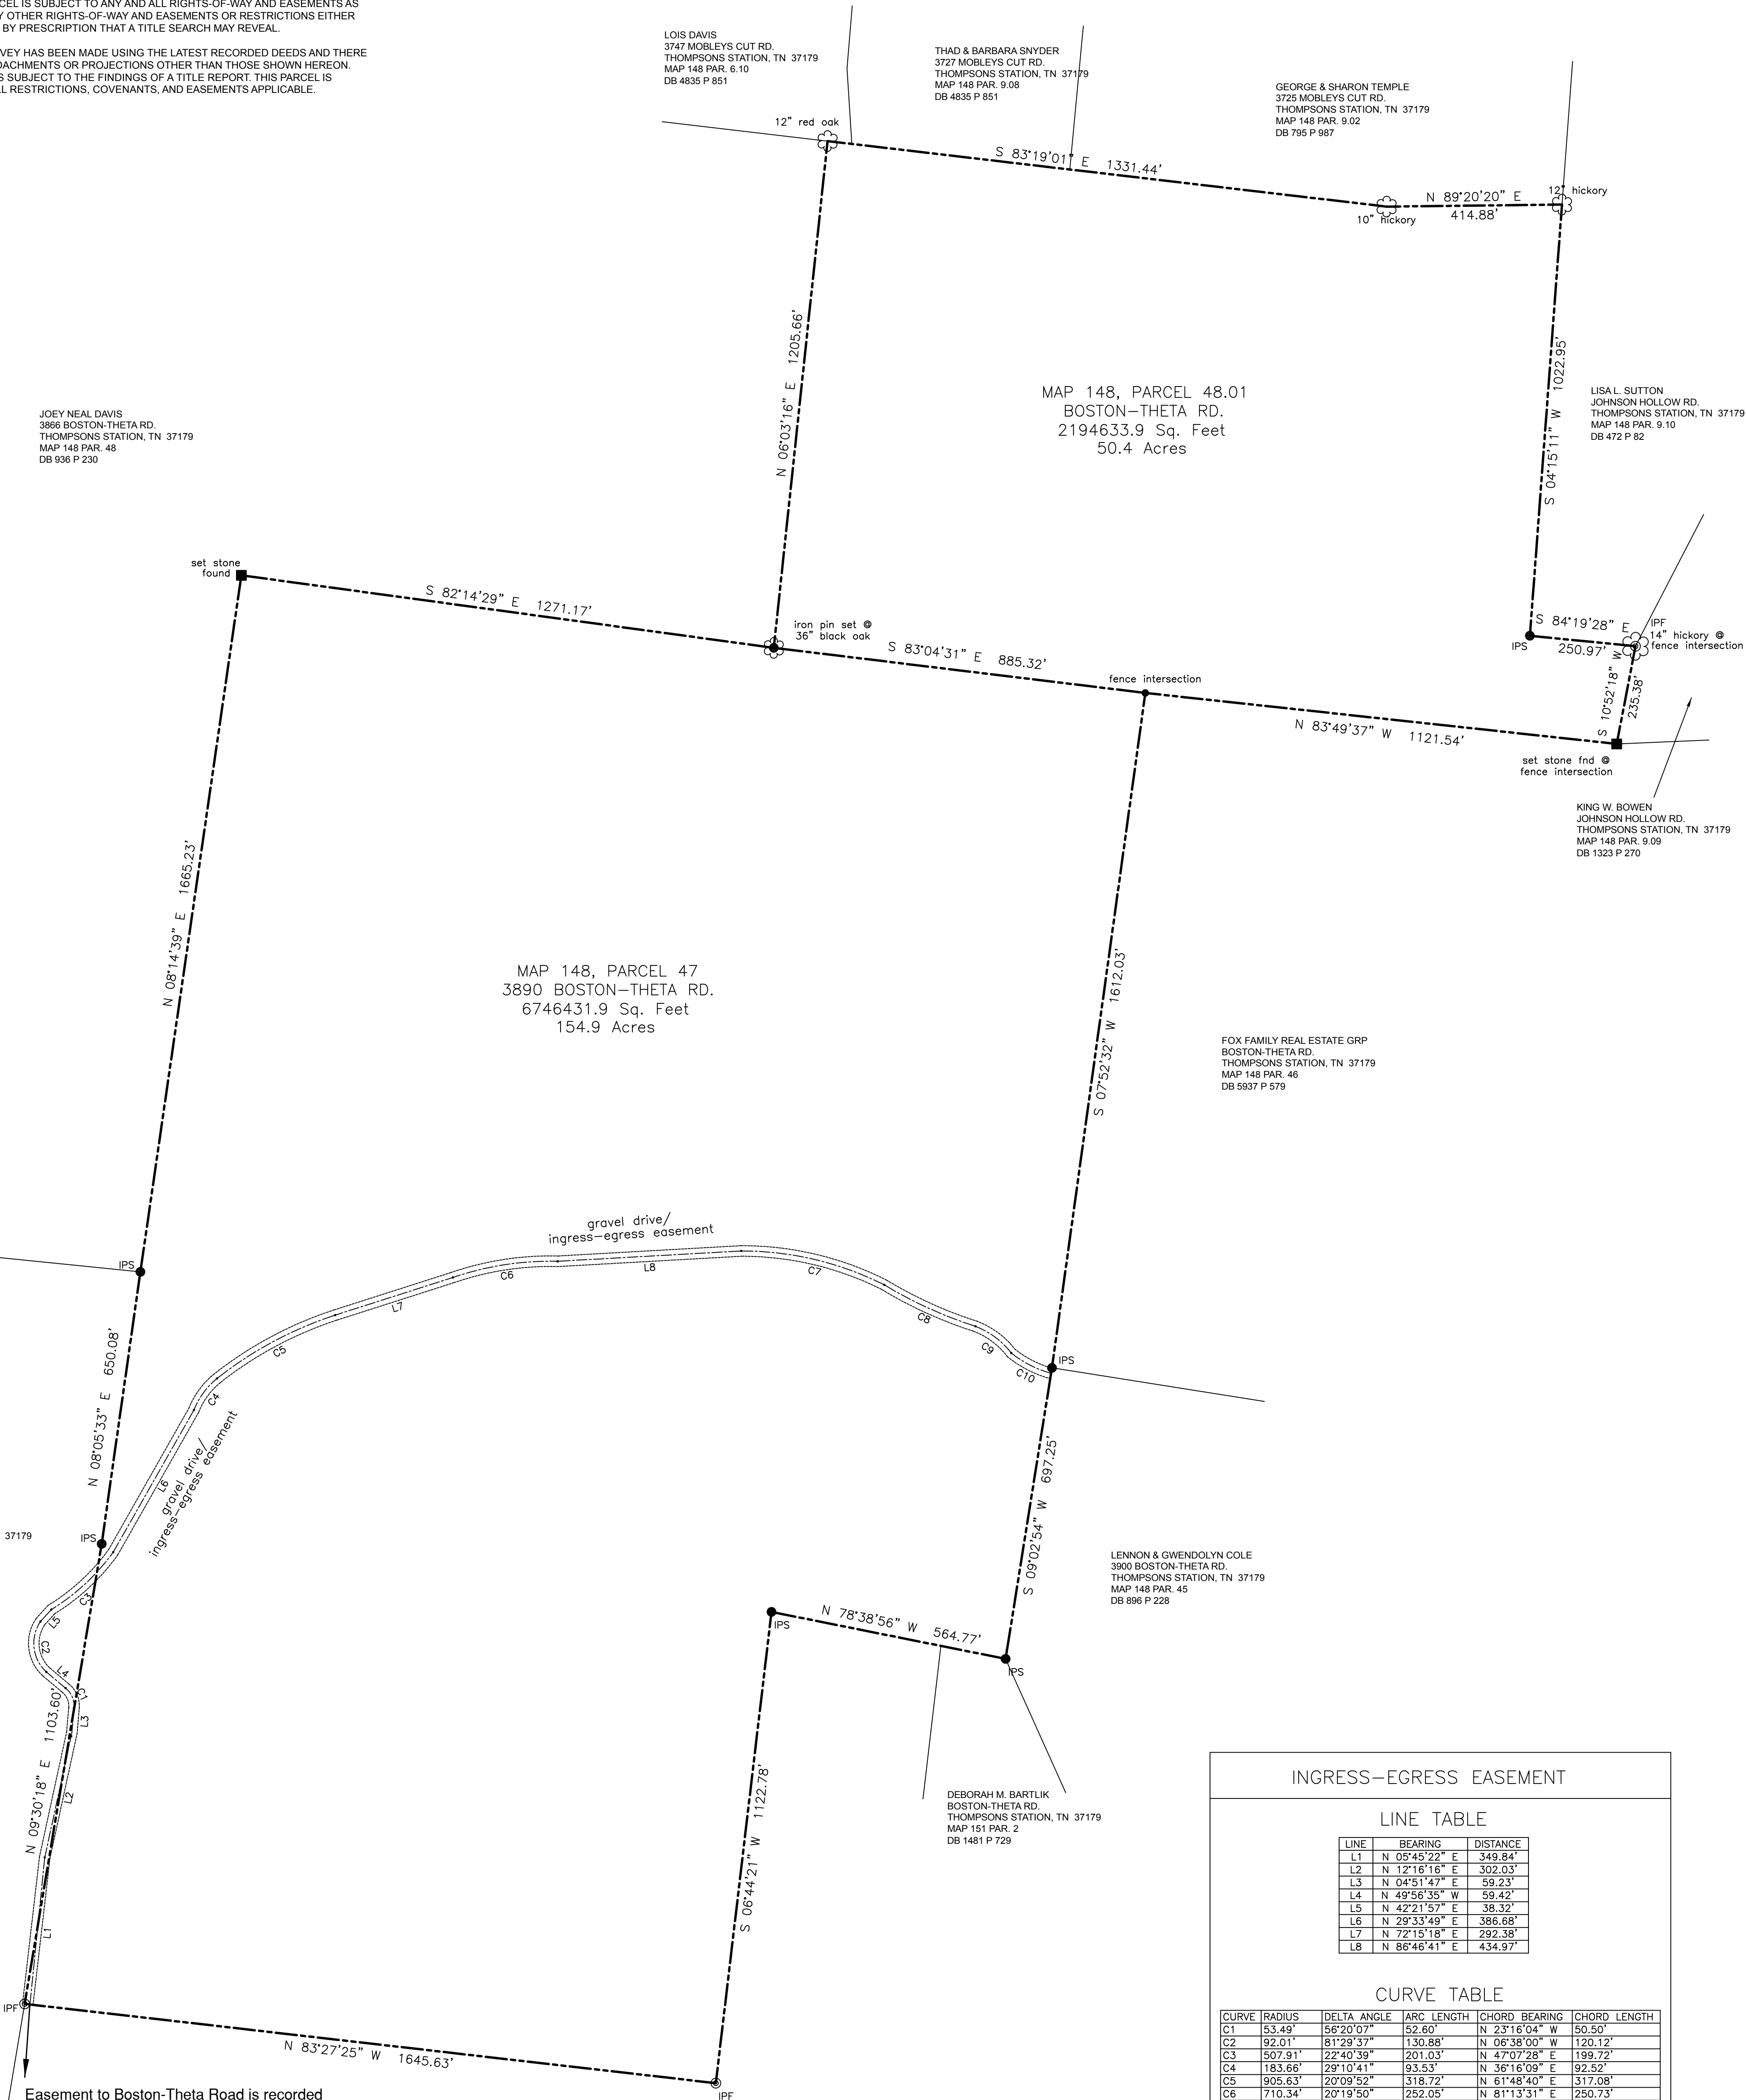 RCEL IS SUBJECT TO ANY AND ALL RIGHTS-OF-WAY AND EASEMENTS AS
Y OTHER RIGHTS-OF-WAY AND EASEMENTS OR RESTRICTIONS EITHER
BY PRESCRIPTION THAT A TITLE SEARCH MAY REVEAL.
VEY HAS BEEN MADE USING THE LATEST RECORDED DEEDS AND THERE
OACHMENTS OR PROJECTIONS OTHER THAN THOSE SHOWN HEREON.
S SUBJECT TO THE FINDINGS OF A TITLE REPORT. THIS PARCEL IS
LL RESTRICTIONS, COVENANTS, AND EASEMENTS APPLICABLE.
LOIS DAVIS
3747 MOBLEYS CUT RD.
THOMPSONS STATION, TN 37179
MAP 148 PAR. 6.10
DB 4835 P 851
THAD & BARBARA SNYDER
3727 MOBLEYS CUT RD.
THOMPSONS STATION, TN 37179
MAP 148 PAR. 9.08
DB 4835 P 851
GEORGE & SHARON TEMPLE
3725 MOBLEYS CUT RD.
THOMPSONS STATION, TN 37179
MAP 148 PAR. 9.02
DB 795 P 987
12" red oak
S 83°19'01" E 1331.44'
10" hickory
N 89°20'20" E
414.88'
12" hickory
N 06°03'16" E 1205.66'
MAP 148, PARCEL 48.01
BOSTON-THETA RD.
2194633.9 Sq. Feet
50.4 Acres
S 04°15'11" W 1022.95'
LISA L. SUTTON
JOHNSON HOLLOW RD.
THOMPSONS STATION, TN 37179
MAP 148 PAR. 9.10
DB 472 P 82
JOEY NEAL DAVIS
3866 BOSTON-THETA RD.
THOMPSONS STATION, TN 37179
MAP 148 PAR. 48
DB 936 P 230
set stone
found
S 82°14'29" E 1271.17'
iron pin set @
36" black oak
S 83°04'31" E 885.32'
fence intersection
N 83°49'37" W 1121.54'
IPS
S 84°19'28" E
250.97'
IPF
14" hickory @
fence intersection
S 10°52'18" W
235.38'
set stone fnd @
fence intersection
KING W. BOWEN
JOHNSON HOLLOW RD.
THOMPSONS STATION, TN 37179
MAP 148 PAR. 9.09
DB 1323 P 270
N 08°14'39" E 1665.23'
MAP 148, PARCEL 47
3890 BOSTON-THETA RD.
6746431.9 Sq. Feet
154.9 Acres
S 07°52'32" W 1612.03'
FOX FAMILY REAL ESTATE GRP
BOSTON-THETA RD.
THOMPSONS STATION, TN 37179
MAP 148 PAR. 46
DB 5937 P 579
gravel drive/
ingress-egress easement
IPS
C6
L8
C7
L7
C8
C5
C9
C10
IPS
C4
N 08°05'33" E 650.08'
L6
gravel drive/
ingress-egress easement
37179
IPS
C3
L5
C2
L4
C1
L3
L2
N 09°30'18" E 1103.60'
L1
S 09°02'54" W 697.25'
LENNON & GWENDOLYN COLE
3900 BOSTON-THETA RD.
THOMPSONS STATION, TN 37179
MAP 148 PAR. 45
DB 896 P 228
IPS
N 78°38'56" W 564.77'
IPS
S 06°44'21" W 1122.78'
DEBORAH M. BARTLIK
BOSTON-THETA RD.
THOMPSONS STATION, TN 37179
MAP 151 PAR. 2
DB 1481 P 729
IPF
N 83°27'25" W 1645.63'
IPF
Easement to Boston-Theta Road is recorded
INGRESS-EGRESS EASEMENT
LINE TABLE
LINE BEARING DISTANCE
L1 N 05°45'22" E 349.84'
L2 N 12°16'16" E 302.03'
L3 N 04°51'47" E 59.23'
L4 N 49°56'35" W 59.42'
L5 N 42°21'57" E 38.32'
L6 N 29°33'49" E 386.68'
L7 N 72°15'18" E 292.38'
L8 N 86°46'41" E 434.97'
CURVE TABLE
CURVE RADIUS DELTA ANGLE ARC LENGTH CHORD BEARING CHORD LENGTH
C1 53.49' 56°20'07" 52.60' N 23°16'04" W 50.50'
C2 92.01' 81°29'37" 130.88' N 06°38'00" W 120.12'
C3 507.91' 22°40'39" 201.03' N 47°07'28" E 199.72'
C4 183.66' 29°10'41" 93.53' N 36°16'09" E 92.52'
C5 905.63' 20°09'52" 318.72' N 61°48'40" E 317.08'
C6 710.34' 20°19'50" 252.05' N 81°13'31" E 250.73'